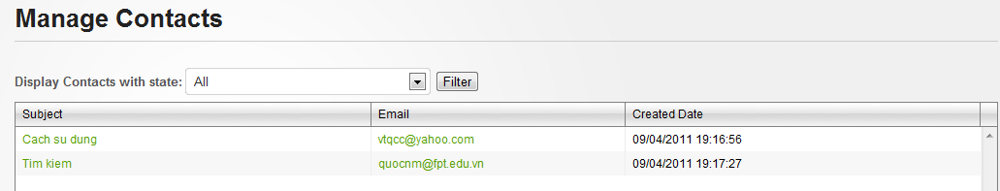 Manage Contacts
Display Contacts with state: All Filter
Subject Email Created Date
Cach su dung vtqcc@yahoo.com 09/04/2011 19:16:56
Tim kiem quocnm@fpt.edu.vn 09/04/2011 19:17:27